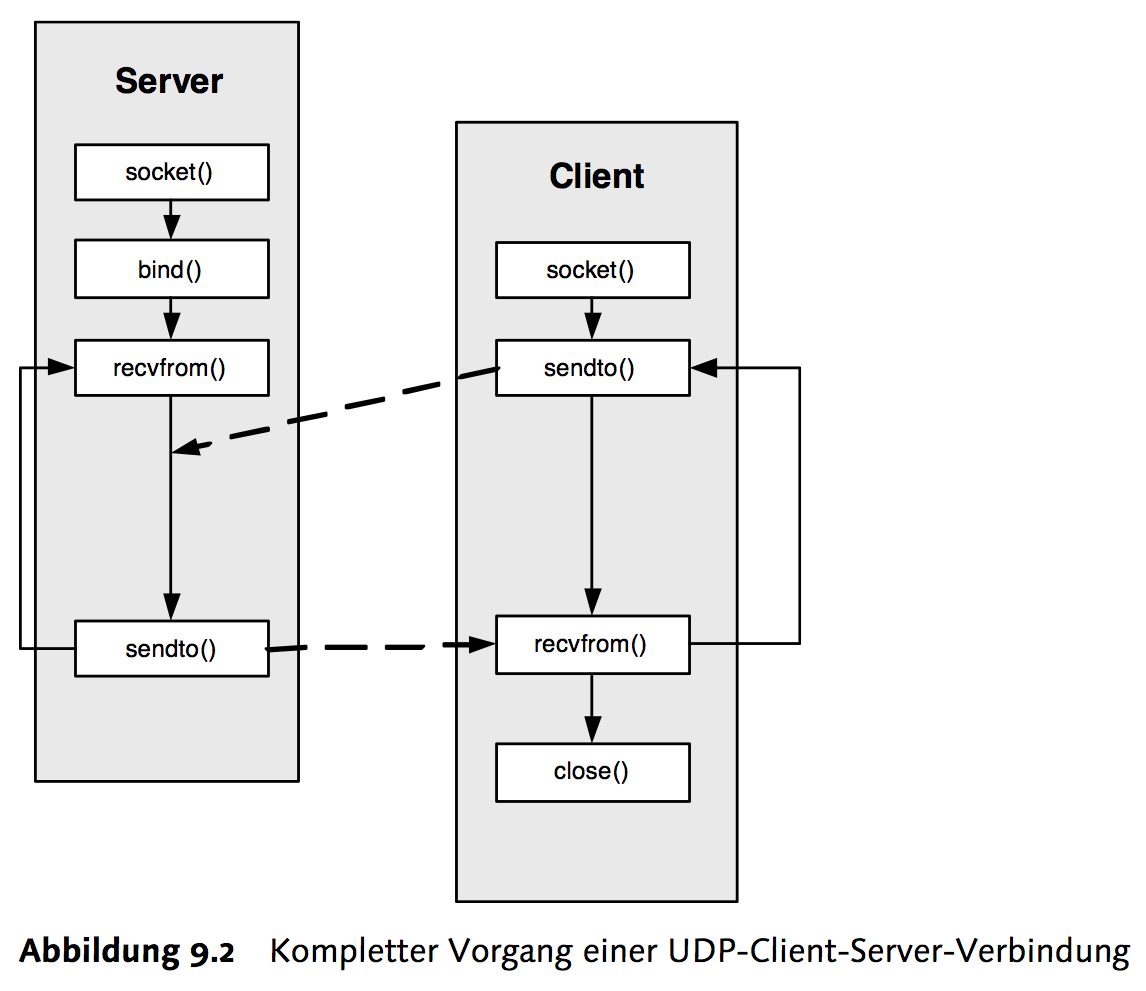 Server
socket()
bind()
recvfrom()
sendto()
Client
socket()
sendto()
recvfrom()
close()
Abbildung 9.2 Kompletter Vorgang einer UDP-Client-Server-Verbindung